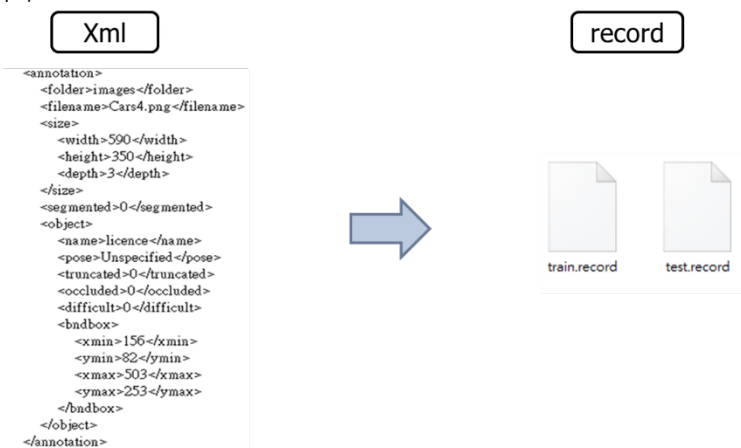 Xml
record
<annotation>
<folder>images</folder>
<filename>Cars4.png</filename>
<size>
<width>590</width>
<height>350</height>
<depth>3</depth>
</size>
<segmented>0</segmented>
<object>
<name>licence</name>
<pose>Unspecified</pose>
<truncated>0</truncated>
<occluded>0</occluded>
<difficult>0</difficult>
<bndbox>
<xmin>156</xmin>
<ymin>82</ymin>
<xmax>503</xmax>
<ymax>253</ymax>
</bndbox>
</object>
</annotation>
train.record
test.record